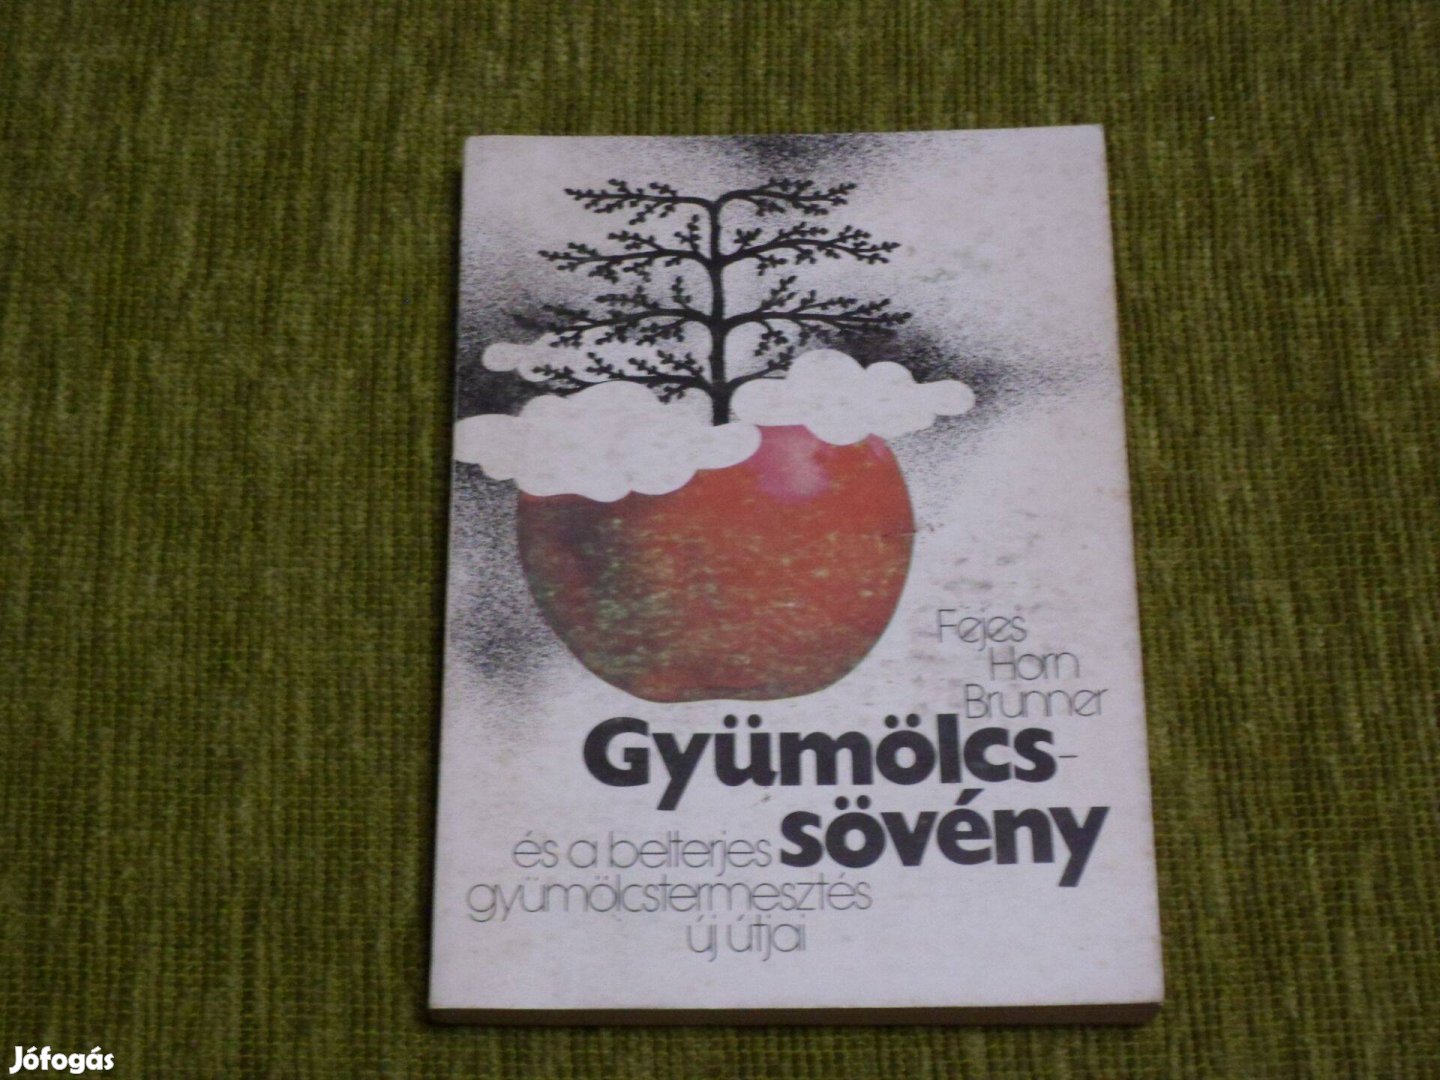 Fejes
Horn
Brunner
Gyümölcs-
sövény
és a belterjes
gyümölcstermesztés
új útjai
Jófogás